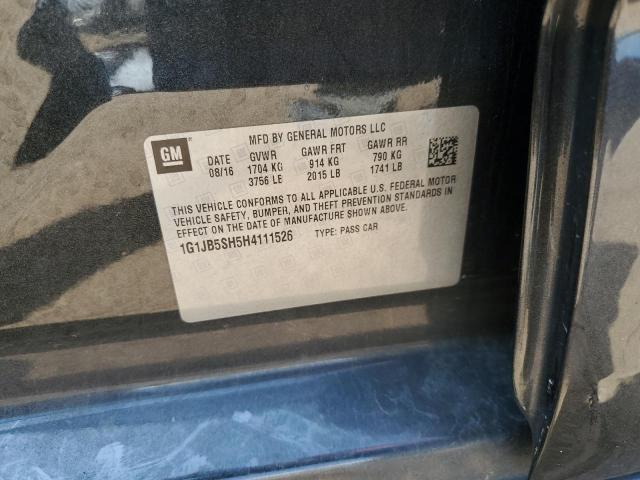 GM
MFD BY GENERAL MOTORS LLC
DATE GVWR GAWR FRT GAWR RR
08/16 1704 KG 914 KG 790 KG
3756 LB 2015 LB 1741 LB
THIS VEHICLE CONFORMS TO ALL APPLICABLE U.S. FEDERAL MOTOR
VEHICLE SAFETY, BUMPER, AND THEFT PREVENTION STANDARDS IN
EFFECT ON THE DATE OF MANUFACTURE SHOWN ABOVE.
1G1JB5SH5H4111526 TYPE: PASS CAR